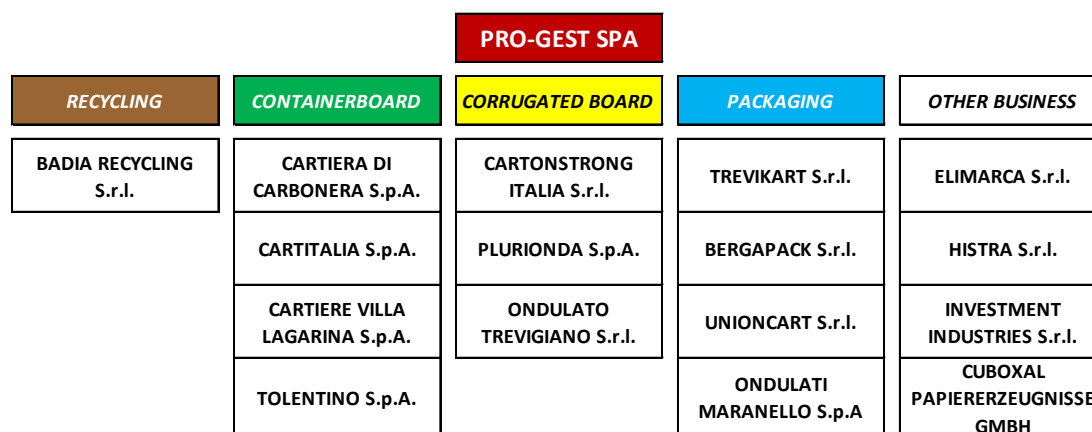 PRO-GEST SPA
RECYCLING
CONTAINERBOARD
CORRUGATED BOARD
PACKAGING
OTHER BUSINESS
BADIA RECYCLING
S.r.l.
CARTIERA DI
CARBONERA S.p.A.
CARTONSTRONG
ITALIA S.r.l.
TREVIKART S.r.l.
ELIMARCA S.r.l.
CARTITALIA S.p.A.
PLURIONDA S.p.A.
BERGAPACK S.r.l.
HISTRA S.r.l.
CARTIERE VILLA
LAGARINA S.p.A.
ONDULATO
TREVIGIANO S.r.l.
UNIONCART S.r.l.
INVESTMENT
INDUSTRIES S.r.l.
TOLENTINO S.p.A.
ONDULATI
MARANELLO S.p.A
CUBOXAL
PAPIERERZEUGNISSE
GMBH